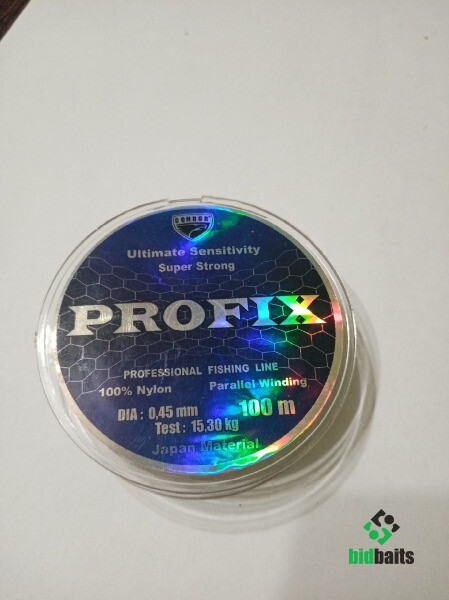 CONDOR
Ultimate Sensitivity
Super Strong
PROFIX
PROFESSIONAL FISHING LINE
100% Nylon Parallel Winding
DIA : 0,45 mm 100 m
Test : 15,30 kg
Japan Material
bidbaits